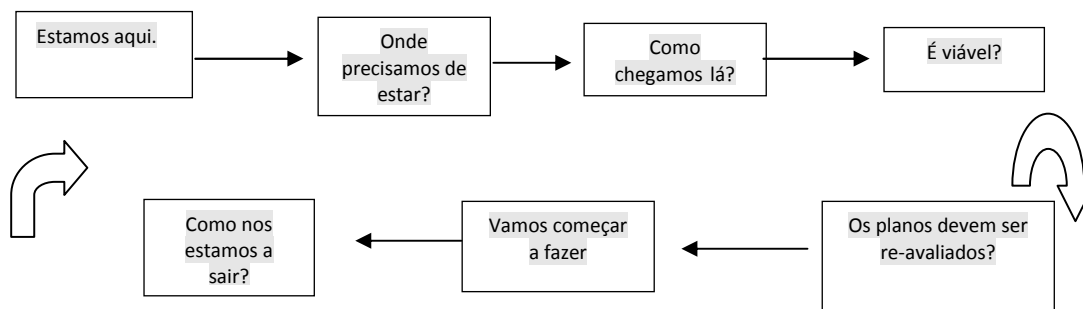 Estamos aqui.
Onde
precisamos de
estar?
Como
chegamos lá?
É viável?
Os planos devem ser
re-avaliados?
Vamos começar
a fazer
Como nos
estamos a
sair?